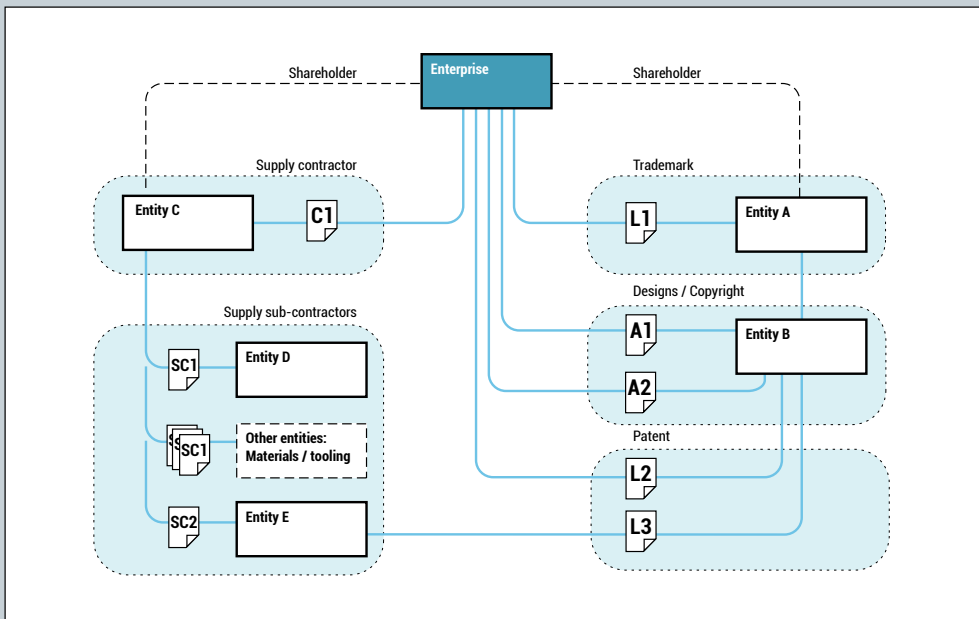 Enterprise
Shareholder
Shareholder
Supply contractor
Trademark
Entity C
C1
L1
Entity A
Designs / Copyright
Supply sub-contractors
A1
Entity B
SC1
Entity D
A2
Patent
Other entities:
Materials / tooling
S
S
SC1
L2
SC2
Entity E
L3